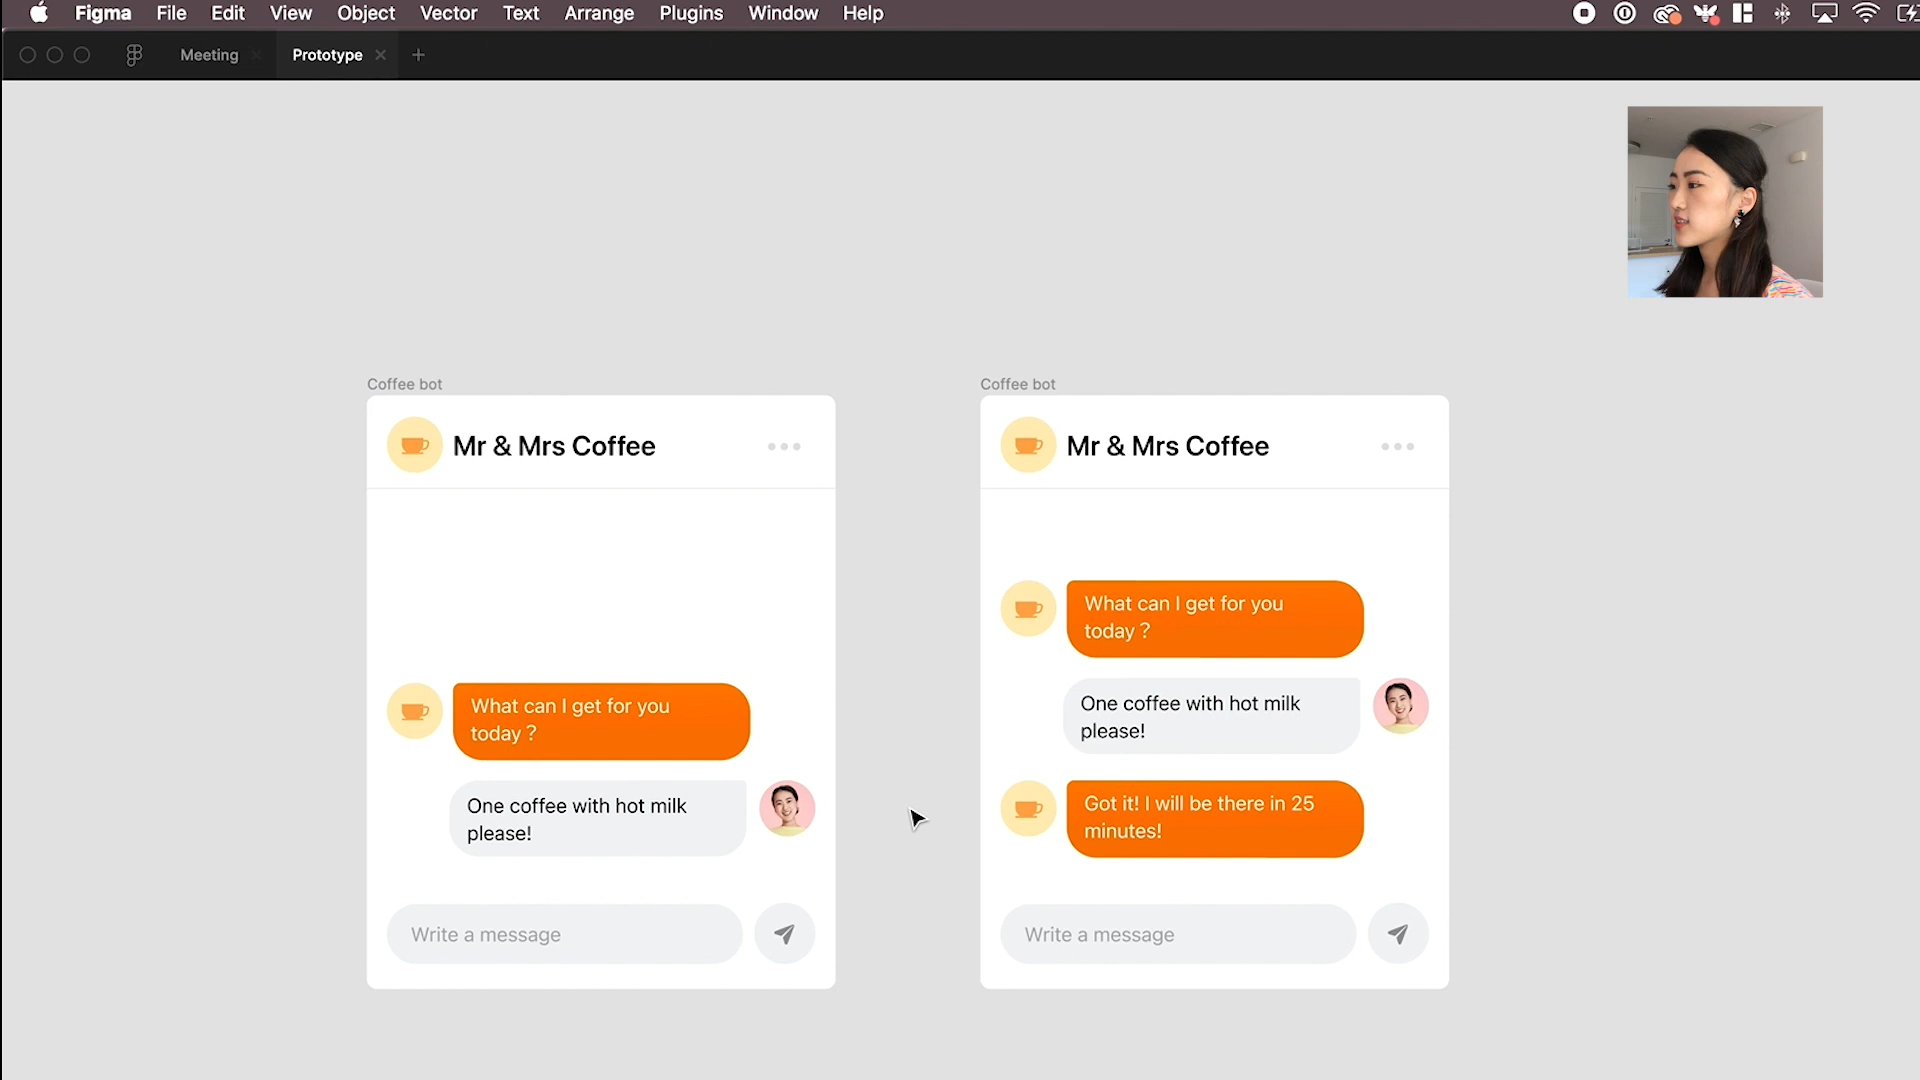 Figma File Edit View Object Vector Text Arrange Plugins Window Help
Meeting Prototype
Coffee bot
Mr & Mrs Coffee
What can I get for you
today ?
One coffee with hot milk
please!
Write a message
Coffee bot
Mr & Mrs Coffee
What can I get for you
today ?
One coffee with hot milk
please!
Got it! I will be there in 25
minutes!
Write a message